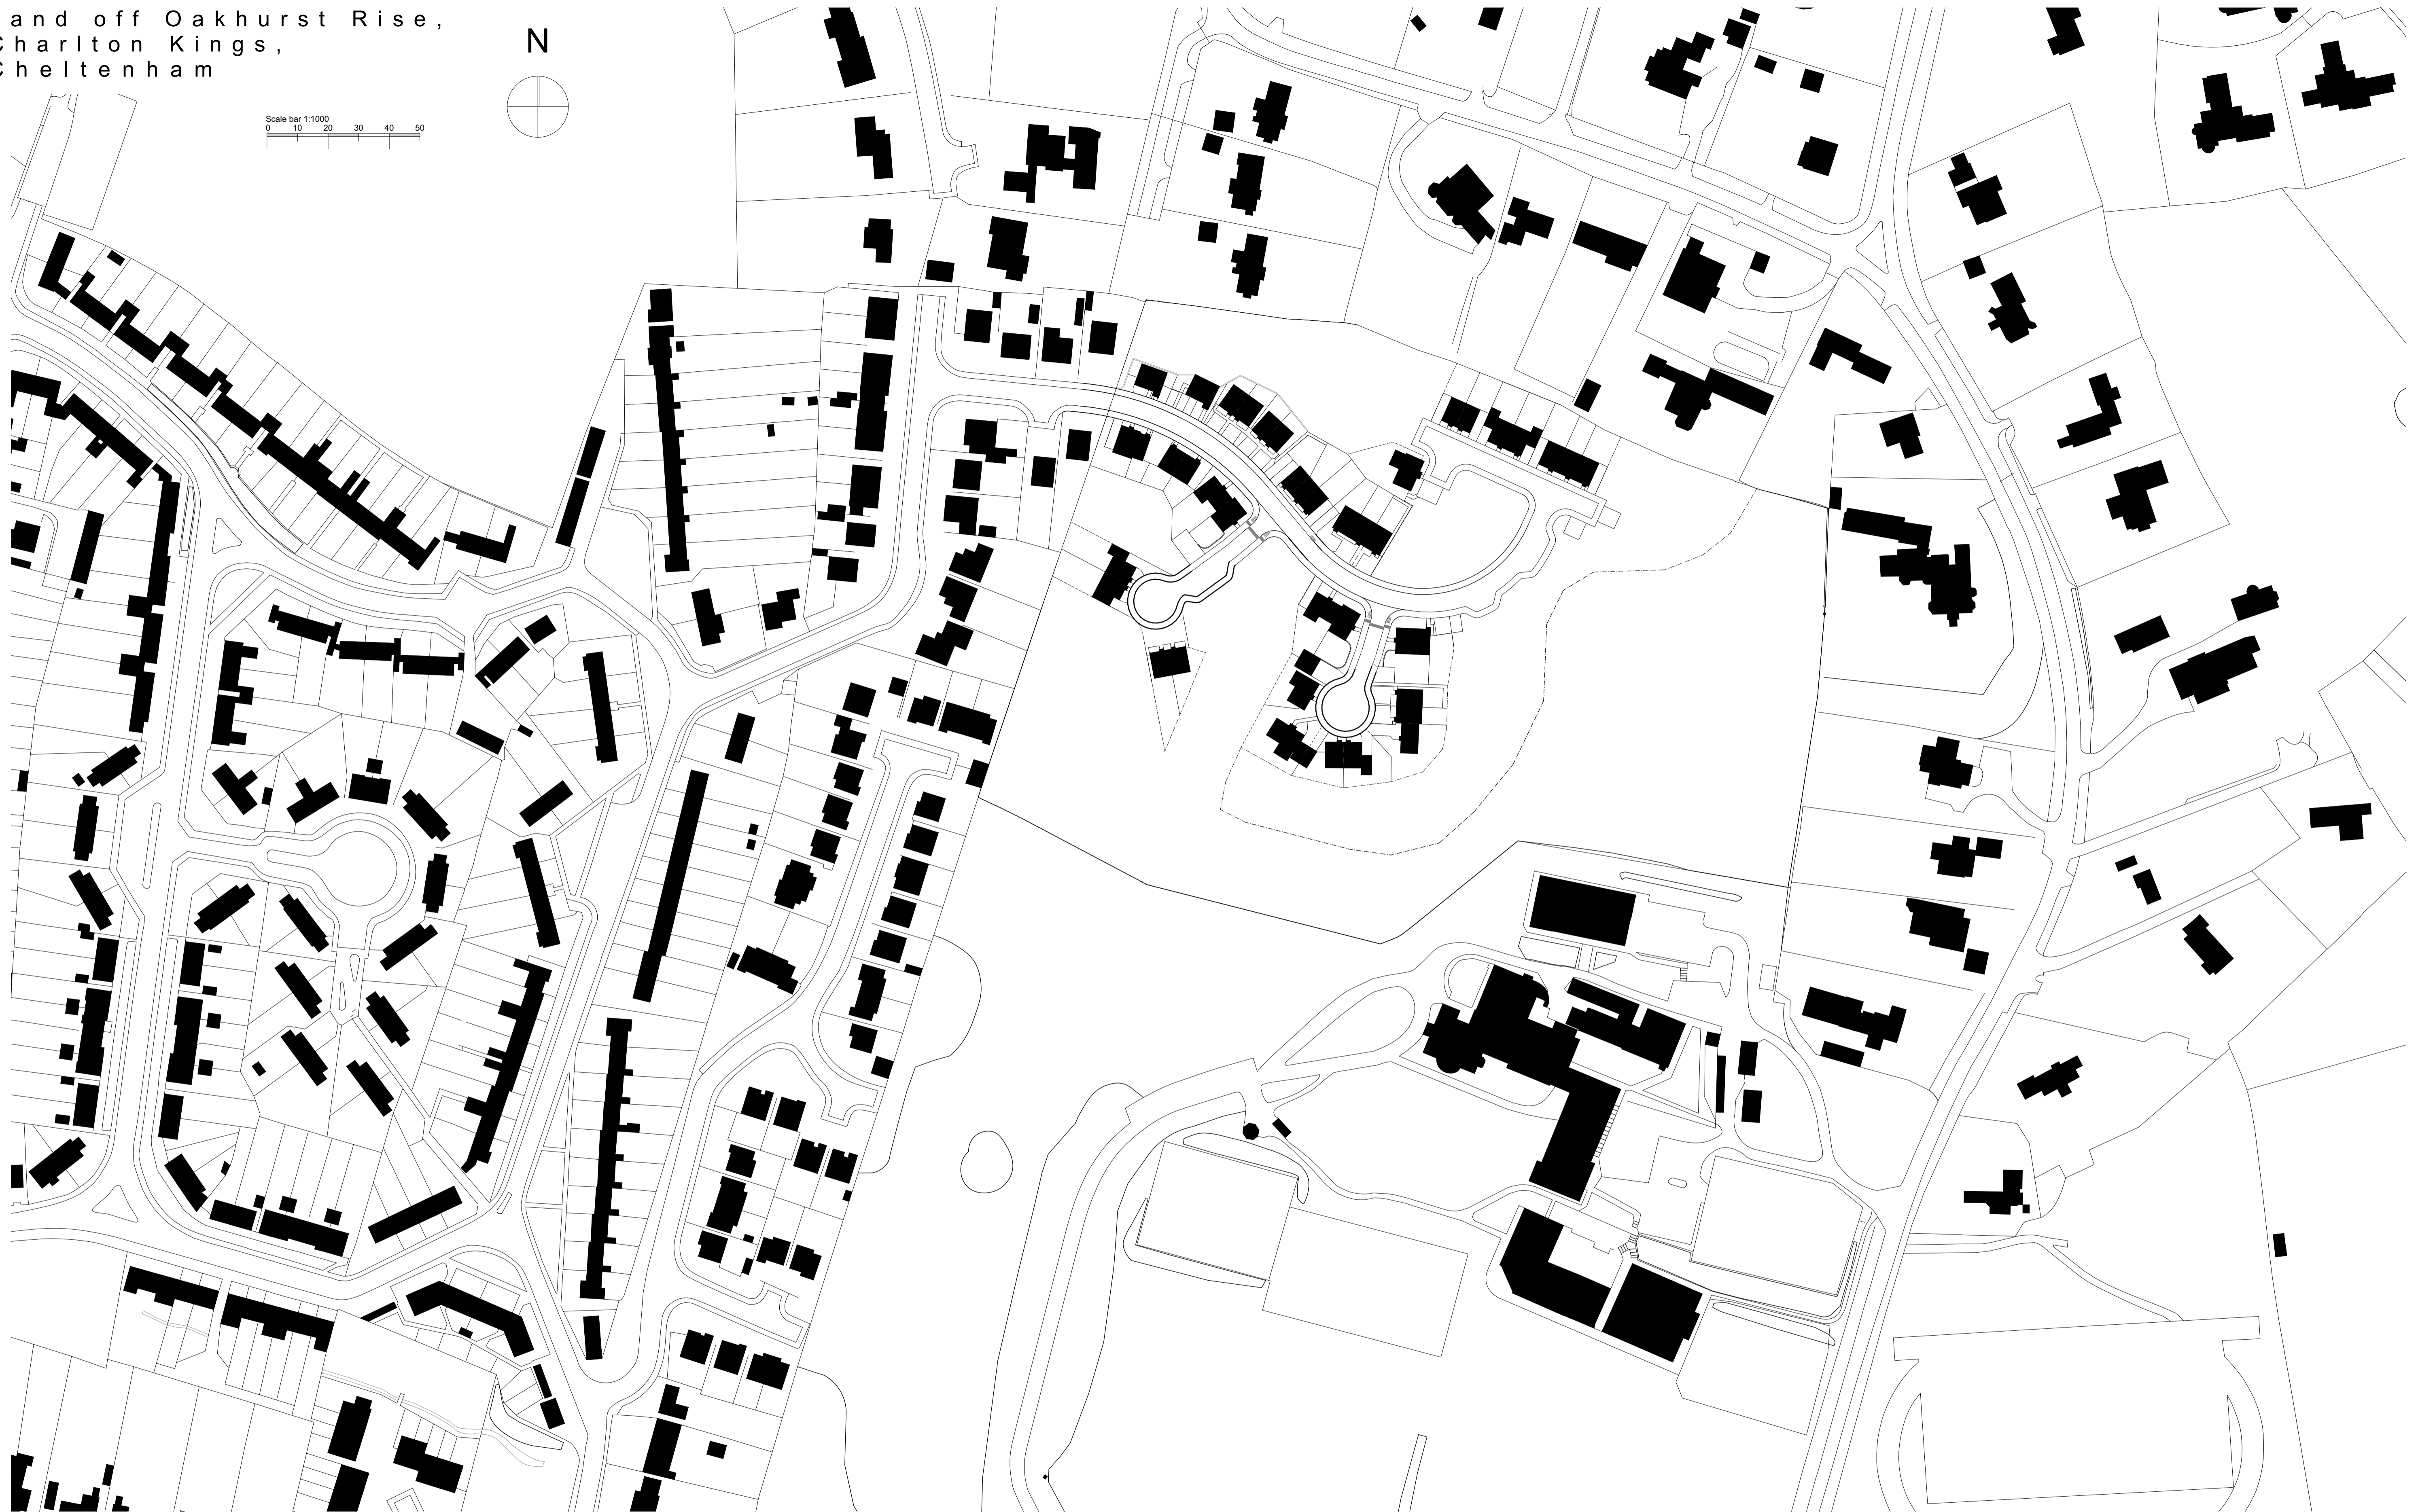 and off Oakhurst Rise,
Charlton Kings,
Cheltenham
N
Scale bar 1:1000
0 10 20 30 40 50